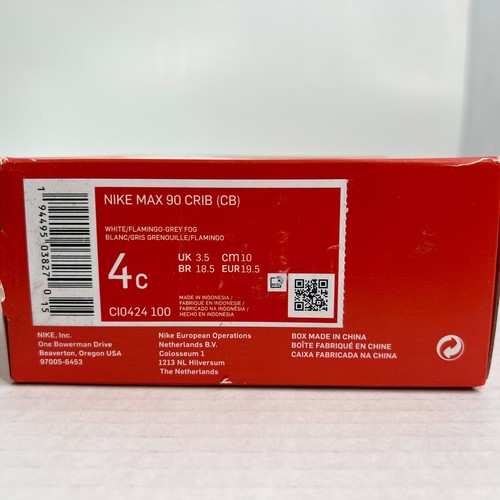 NIKE MAX 90 CRIB (CB)
WHITE/FLAMINGO-GREY FOG
BLANC/GRIS GRENOUILLE/FLAMINGO
4c
UK 3.5 cm 10
BR 18.5 EUR 19.5
CI0424 100
MADE IN INDONESIA /
FABRIQUE EN INDONESIE /
FABRICADO NA INDONÉSIA /
HECHO EN INDONESIA
1 94495 03827 0 15
NIKE, Inc.
One Bowerman Drive
Beaverton, Oregon USA
97005-6453
Nike European Operations
Netherlands B.V.
Colosseum 1
1213 NL Hilversum
The Netherlands
BOX MADE IN CHINA
BOÎTE FABRIQUÉ EN CHINE
CAIXA FABRICADA NA CHINA